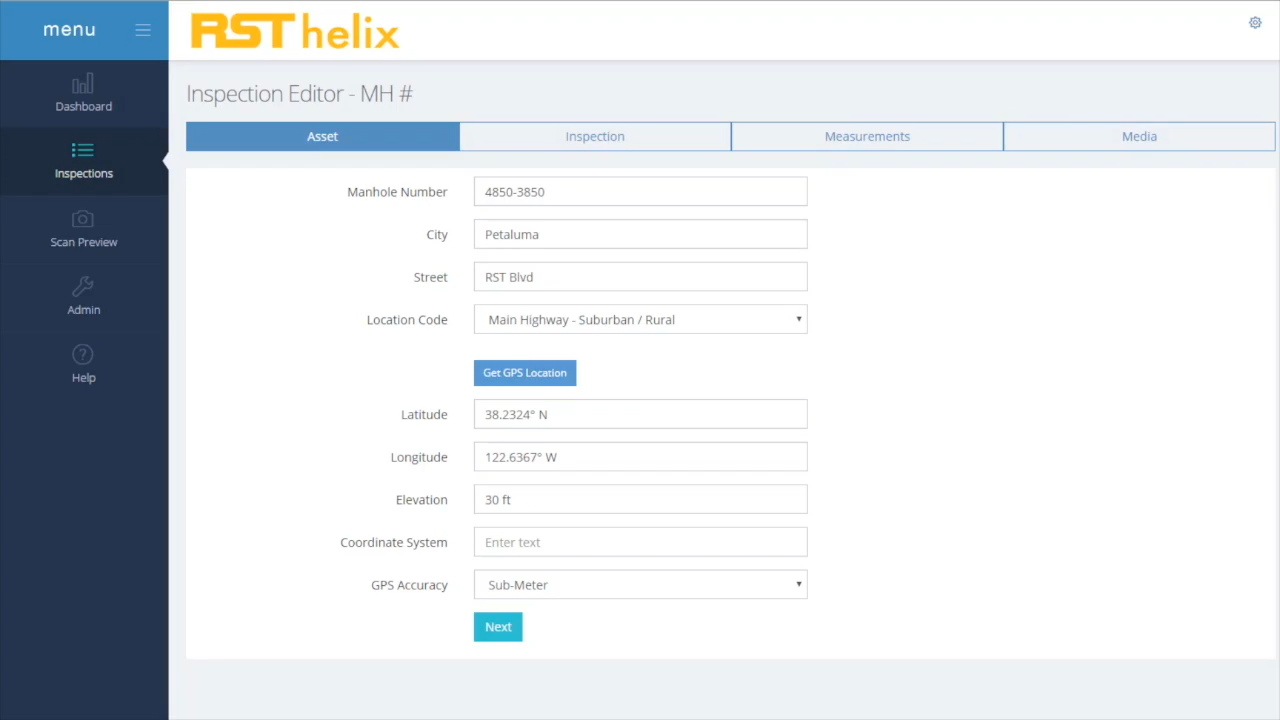 menu
RST helix
Dashboard
Inspections
Scan Preview
Admin
Help
Inspection Editor - MH #
Asset Inspection Measurements Media
Manhole Number 4850-3850
City Petaluma
Street RST Blvd
Location Code Main Highway - Suburban / Rural
Get GPS Location
Latitude 38.2324° N
Longitude 122.6367° W
Elevation 30 ft
Coordinate System Enter text
GPS Accuracy Sub-Meter
Next